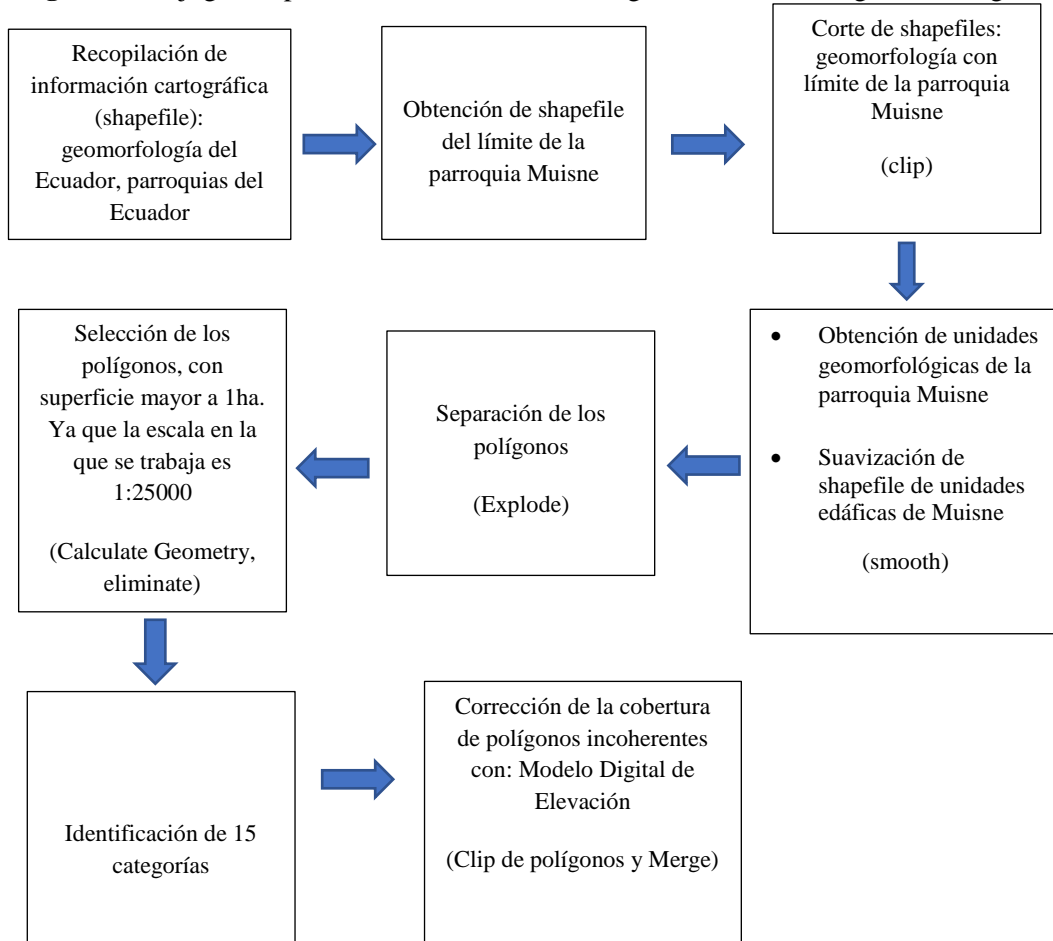 Recopilación de
información cartográfica
(shapefile):
geomorfología del
Ecuador, parroquias del
Ecuador
Obtención de shapefile
del límite de la
parroquia Muisne
Corte de shapefiles:
geomorfología con
límite de la parroquia
Muisne
(clip)
• Obtención de unidades
geomorfológicas de la
parroquia Muisne
• Suavización de
shapefile de unidades
edáficas de Muisne
(smooth)
Separación de los
polígonos
(Explode)
Selección de los
polígonos, con
superficie mayor a 1ha.
Ya que la escala en la
que se trabaja es
1:25000
(Calculate Geometry,
eliminate)
Identificación de 15
categorías
Corrección de la cobertura
de polígonos incoherentes
con: Modelo Digital de
Elevación
(Clip de polígonos y Merge)